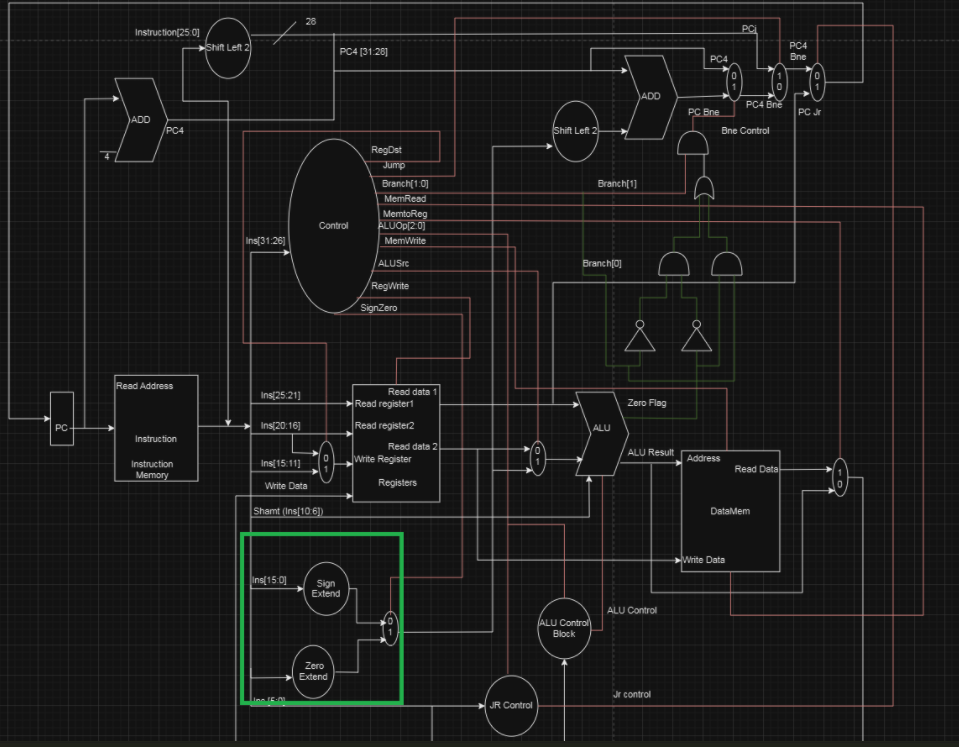 28
Instruction[25:0]
Shift Left 2
PC4 [31:28]
PCj
PC4
Bne
PC4
0
1
1
0
0
1
ADD
ADD
PC4
PC4 Bne
PC Bne
PC Jr
4
Shift Left 2
Bne Control
RegDst
Jump
Branch[1:0]
Branch[1]
MemRead
MemtoReg
ALUOp[2:0]
MemWrite
Control
Ins[31:26]
ALUSrc
Branch[0]
RegWrite
SignZero
Read Address
Instruction
Instruction
Memory
PC
Ins[25:21]
Read data 1
Read register1
Ins[20:16]
Read register2
Read data 2
0
1
Ins[15:11]
Write Register
Registers
Write Data
Zero Flag
ALU
0
1
ALU Result
Address
Read Data
1
0
DataMem
Write Data
Shamt (Ins[10:6])
Ins[15:0]
Sign
Extend
0
1
Zero
Extend
Ins [5:0]
ALU Control
ALU Control
Block
Jr control
JR Control